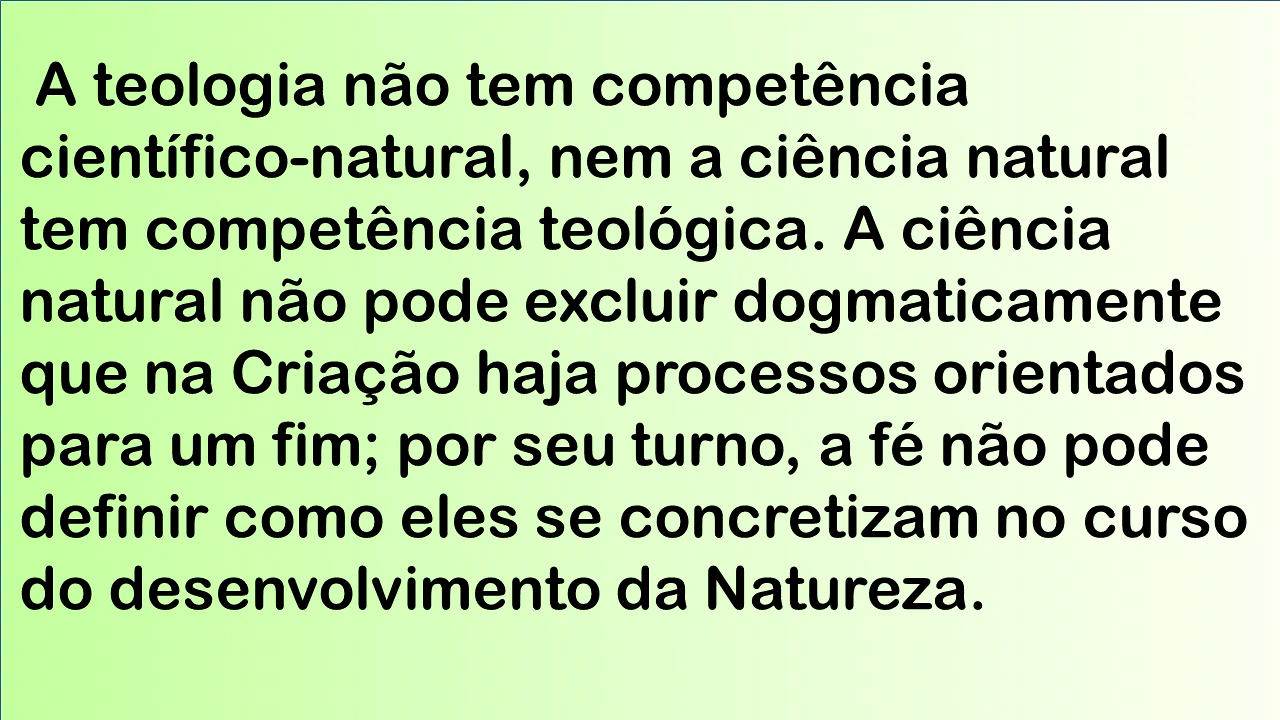 A teologia não tem competência
científico-natural, nem a ciência natural
tem competência teológica. A ciência
natural não pode excluir dogmaticamente
que na Criação haja processos orientados
para um fim; por seu turno, a fé não pode
definir como eles se concretizam no curso
do desenvolvimento da Natureza.